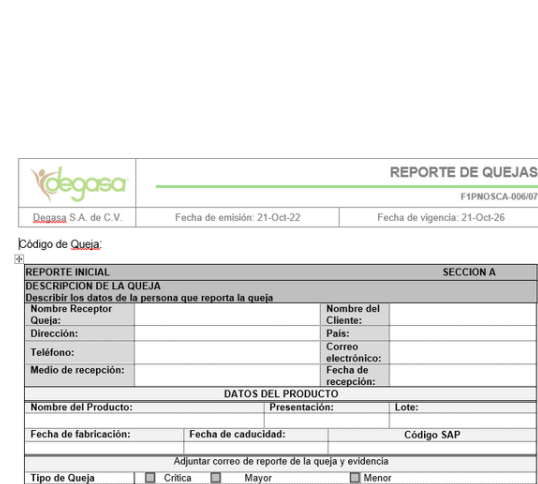 degasa
REPORTE DE QUEJAS
F1PNOSCA-006/07
Degasa S.A. de C.V. Fecha de emisión: 21-Oct-22 Fecha de vigencia: 21-Oct-26
Código de Queja:
REPORTE INICIAL SECCION A
DESCRIPCION DE LA QUEJA
Describir los datos de la persona que reporta la queja
Nombre Receptor Queja: Nombre del Cliente:
Dirección: País:
Teléfono: Correo electrónico:
Medio de recepción: Fecha de recepción:
DATOS DEL PRODUCTO
Nombre del Producto: Presentación: Lote:
Fecha de fabricación: Fecha de caducidad: Código SAP
Adjuntar correo de reporte de la queja y evidencia
Tipo de Queja Crítica Mayor Menor